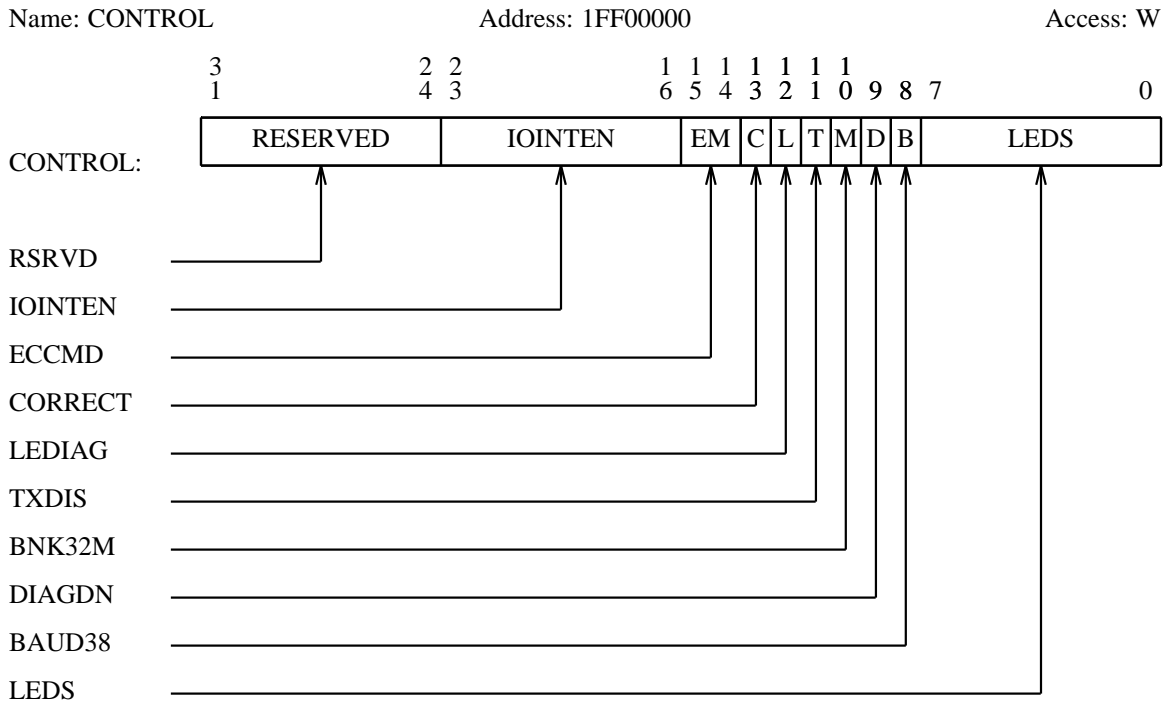 Name: CONTROL Address: 1FF00000 Access: W
3 2 2 1 1 1 1 1 1 1
1 4 3 6 5 4 3 2 1 0 9 8 7 0
RESERVED IOINTEN EM C L T M D B LEDS
CONTROL:
RSRVD
IOINTEN
ECCMD
CORRECT
LEDIAG
TXDIS
BNK32M
DIAGDN
BAUD38
LEDS